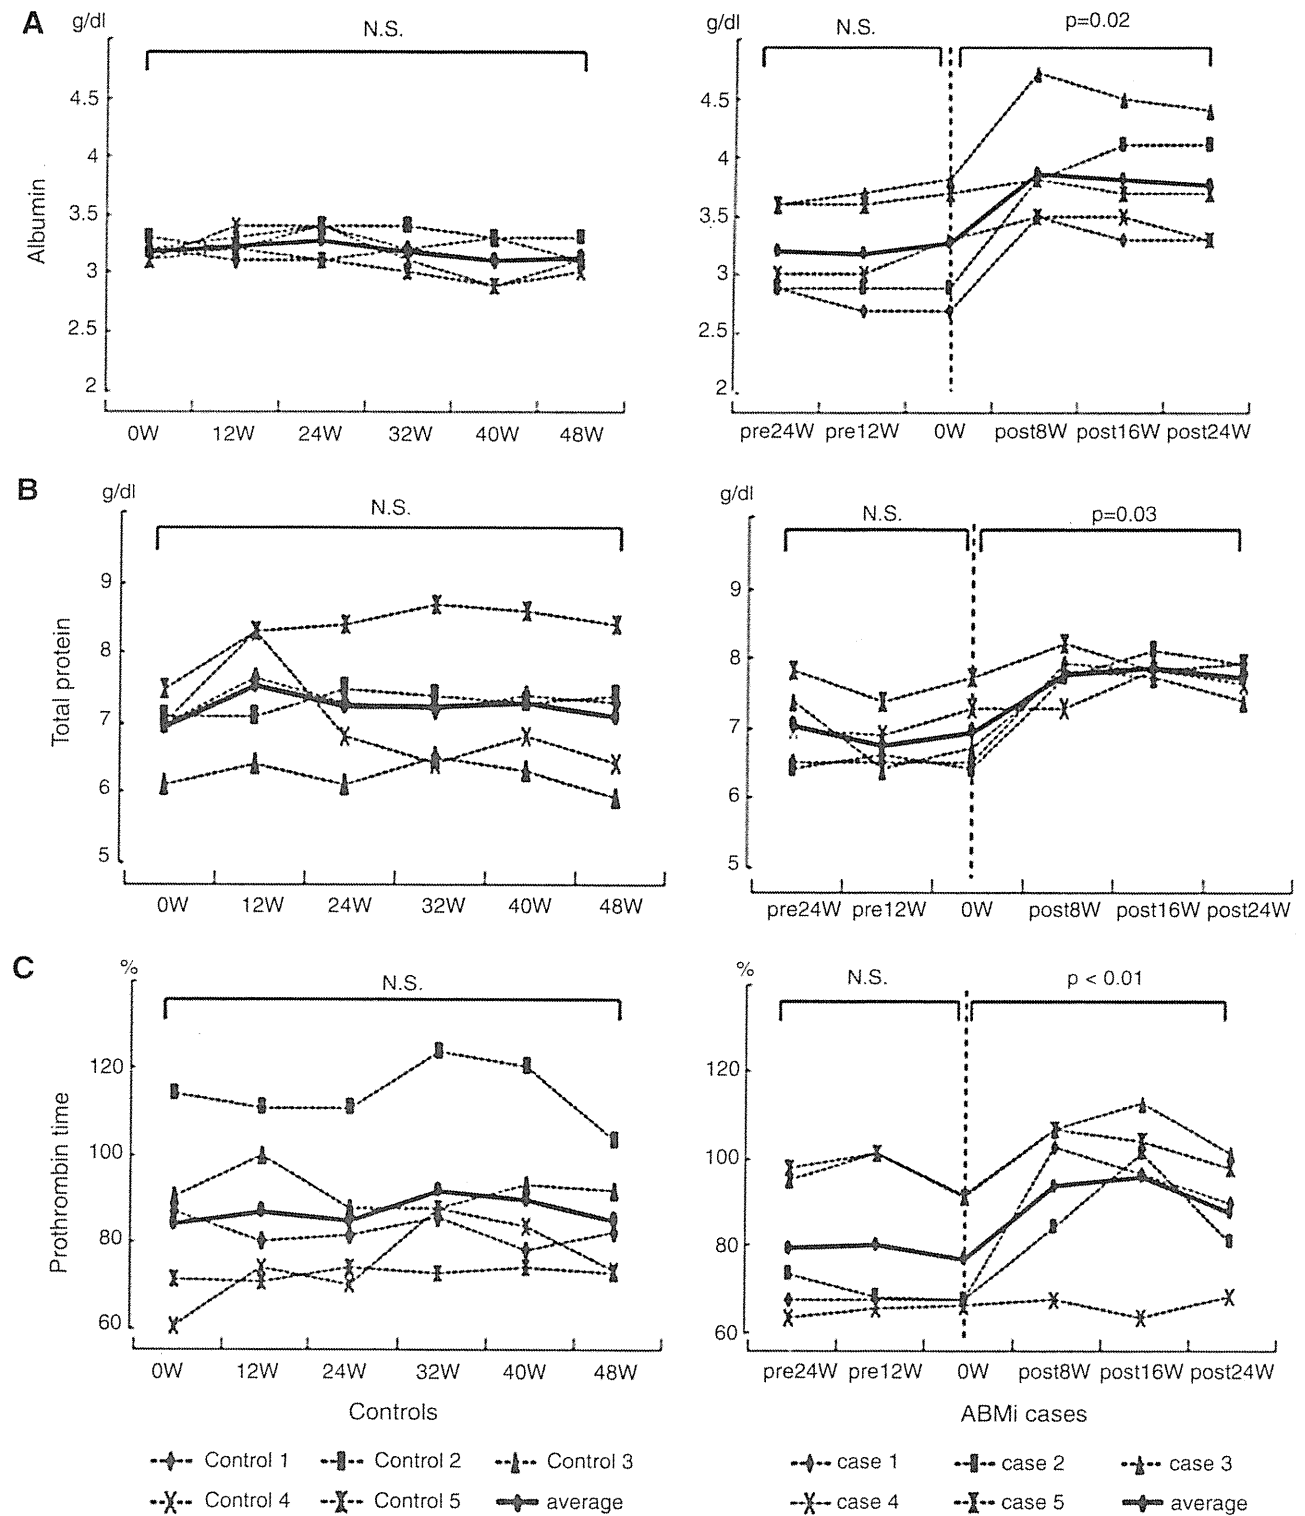 A
g/dl
N.S.
4.5
4
3.5
3
2.5
2
Albumin
0W 12W 24W 32W 40W 48W
g/dl
N.S.
p=0.02
4.5
4
3.5
3
2.5
2
pre24W pre12W 0W post8W post16W post24W
B
g/dl
N.S.
9
8
7
6
5
Total protein
0W 12W 24W 32W 40W 48W
g/dl
N.S.
p=0.03
9
8
7
6
5
pre24W pre12W 0W post8W post16W post24W
C
%
N.S.
120
100
80
60
Prothrombin time
0W 12W 24W 32W 40W 48W
Controls
%
N.S.
p < 0.01
120
100
80
60
pre24W pre12W 0W post8W post16W post24W
ABMi cases
Control 1 Control 2 Control 3
Control 4 Control 5 average
case 1 case 2 case 3
case 4 case 5 average